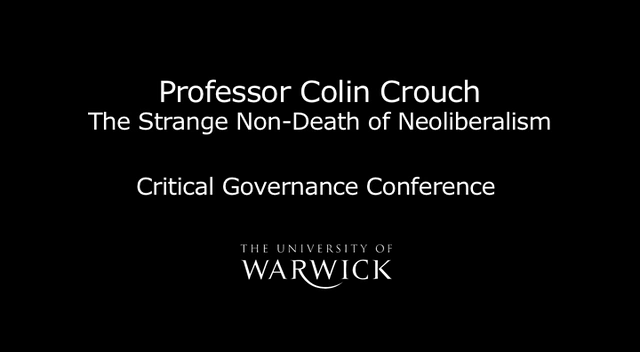 Professor Colin Crouch
The Strange Non-Death of Neoliberalism
Critical Governance Conference
THE UNIVERSITY OF
WARWICK